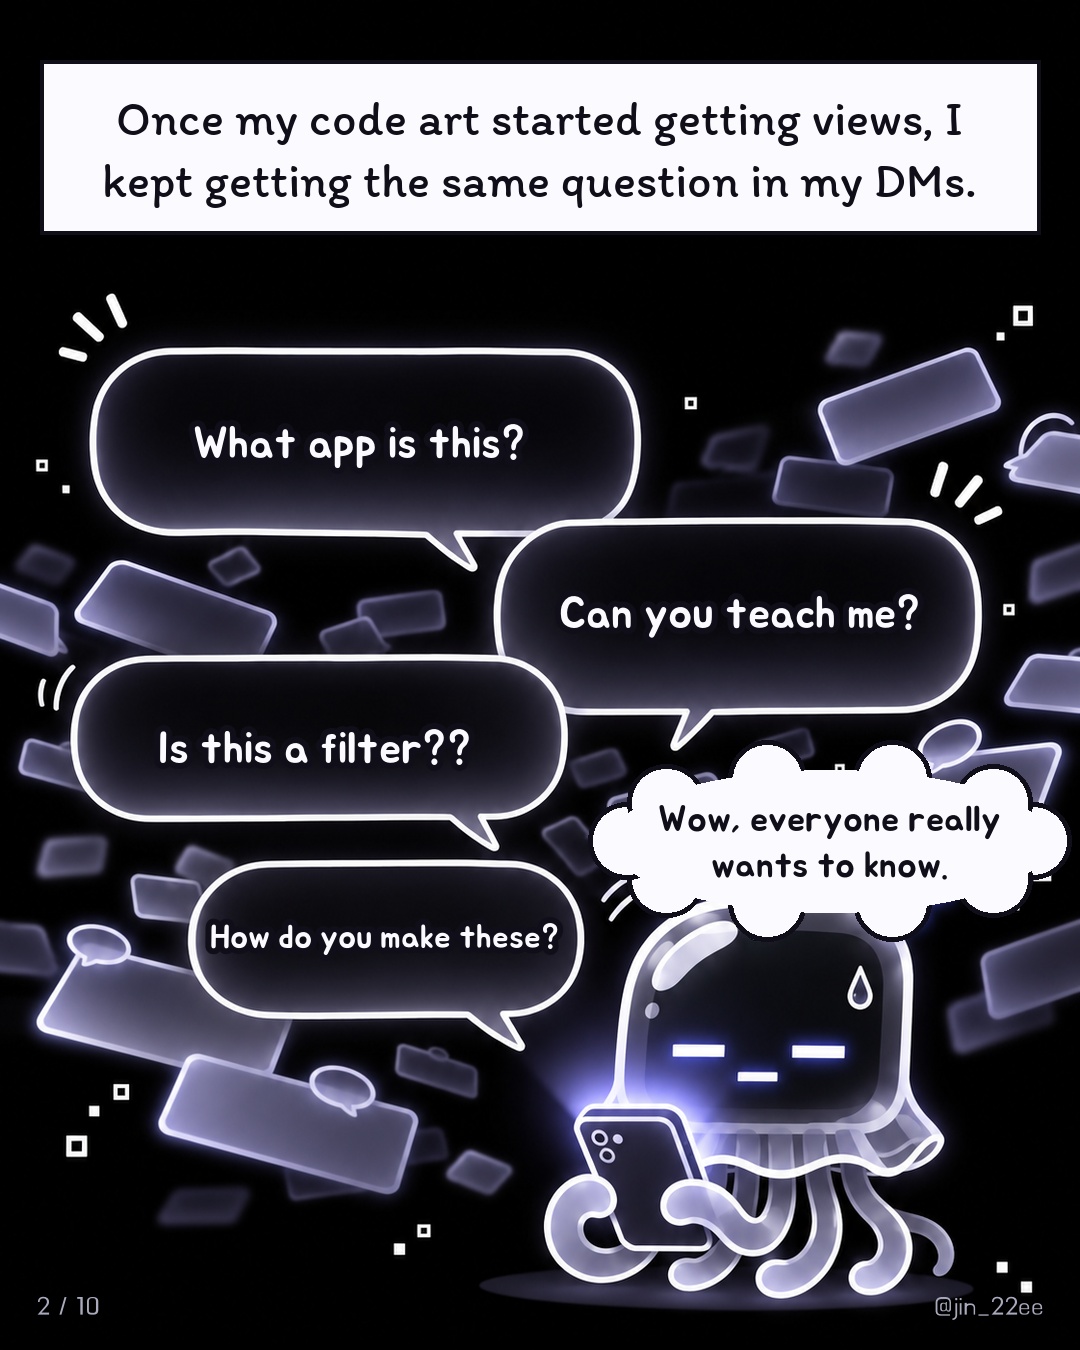 Once my code art started getting views, I
kept getting the same question in my DMs.
What app is this?
Can you teach me?
Is this a filter??
Wow, everyone really
wants to know.
How do you make these?
2 / 10
@jin_22ee